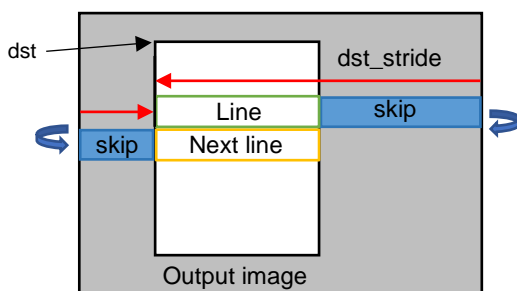 dst
dst_stride
Line
skip
skip
Next line
Output image